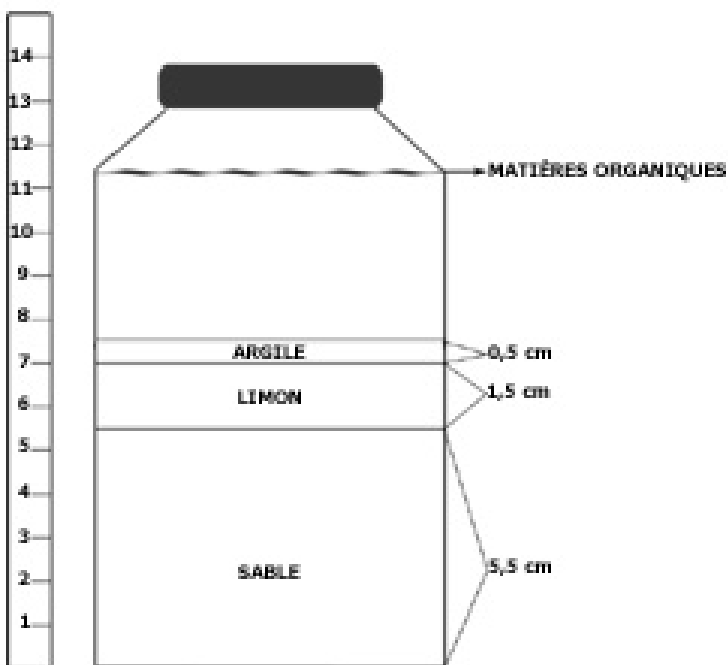 14
13
12
MATIÈRES ORGANIQUES
11
10
9
8
ARGILE
0,5 cm
7
LIMON
1,5 cm
6
5
4
3
SABLE
5,5 cm
2
1